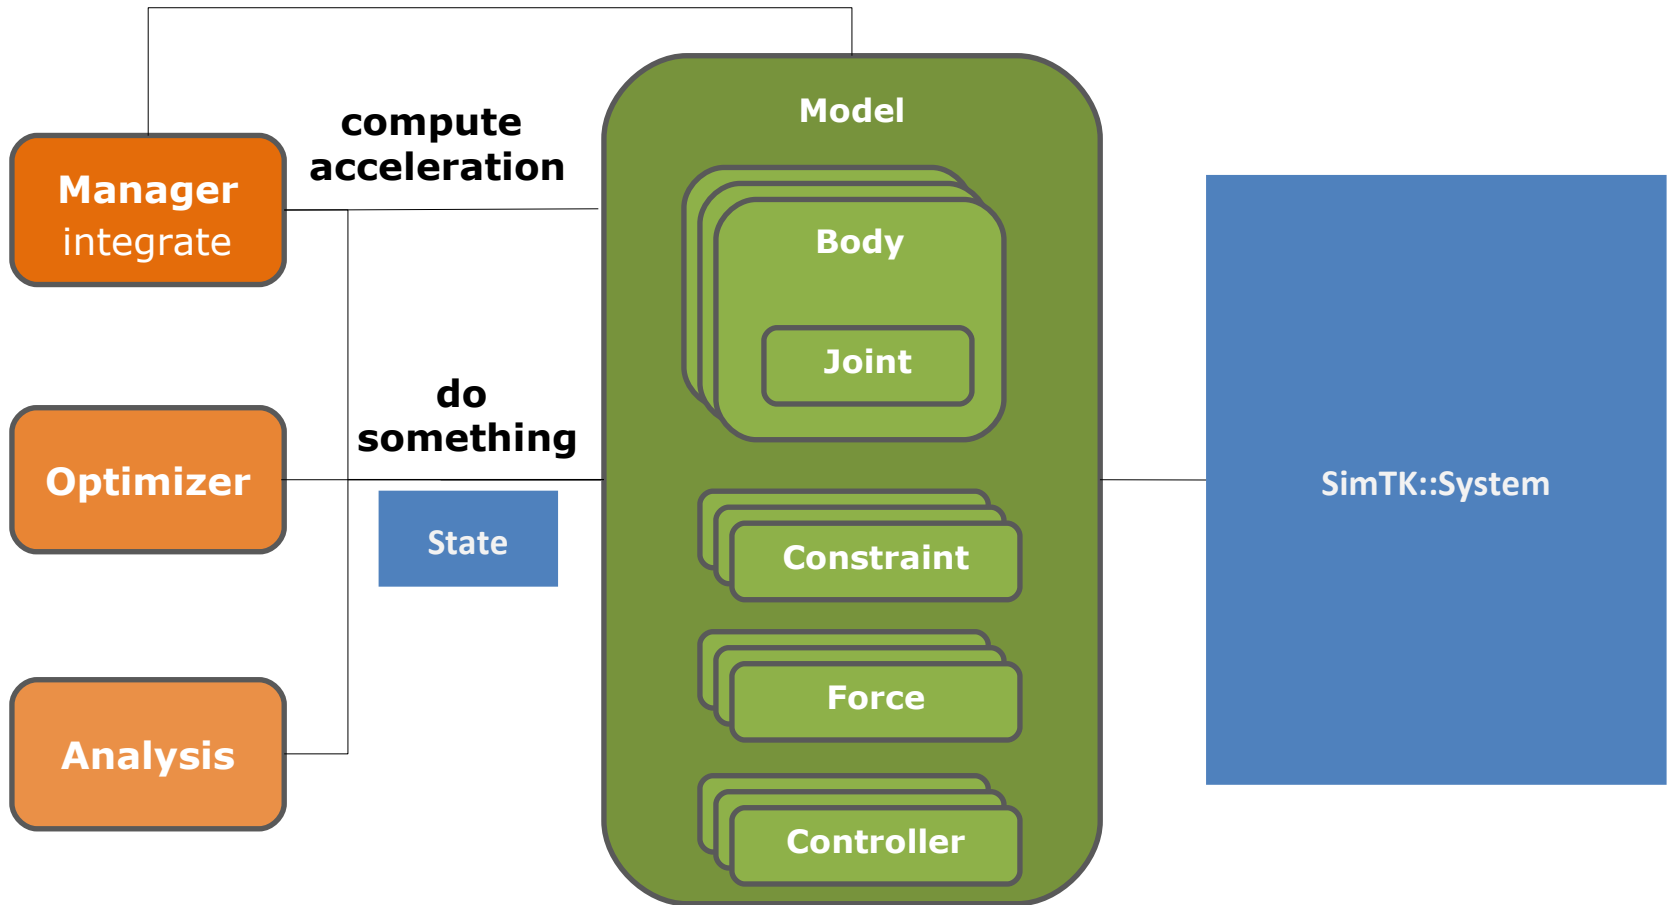 Manager
integrate
compute
acceleration
Optimizer
do
something
State
Analysis
Model
Body
Joint
Constraint
Force
Controller
SimTK::System